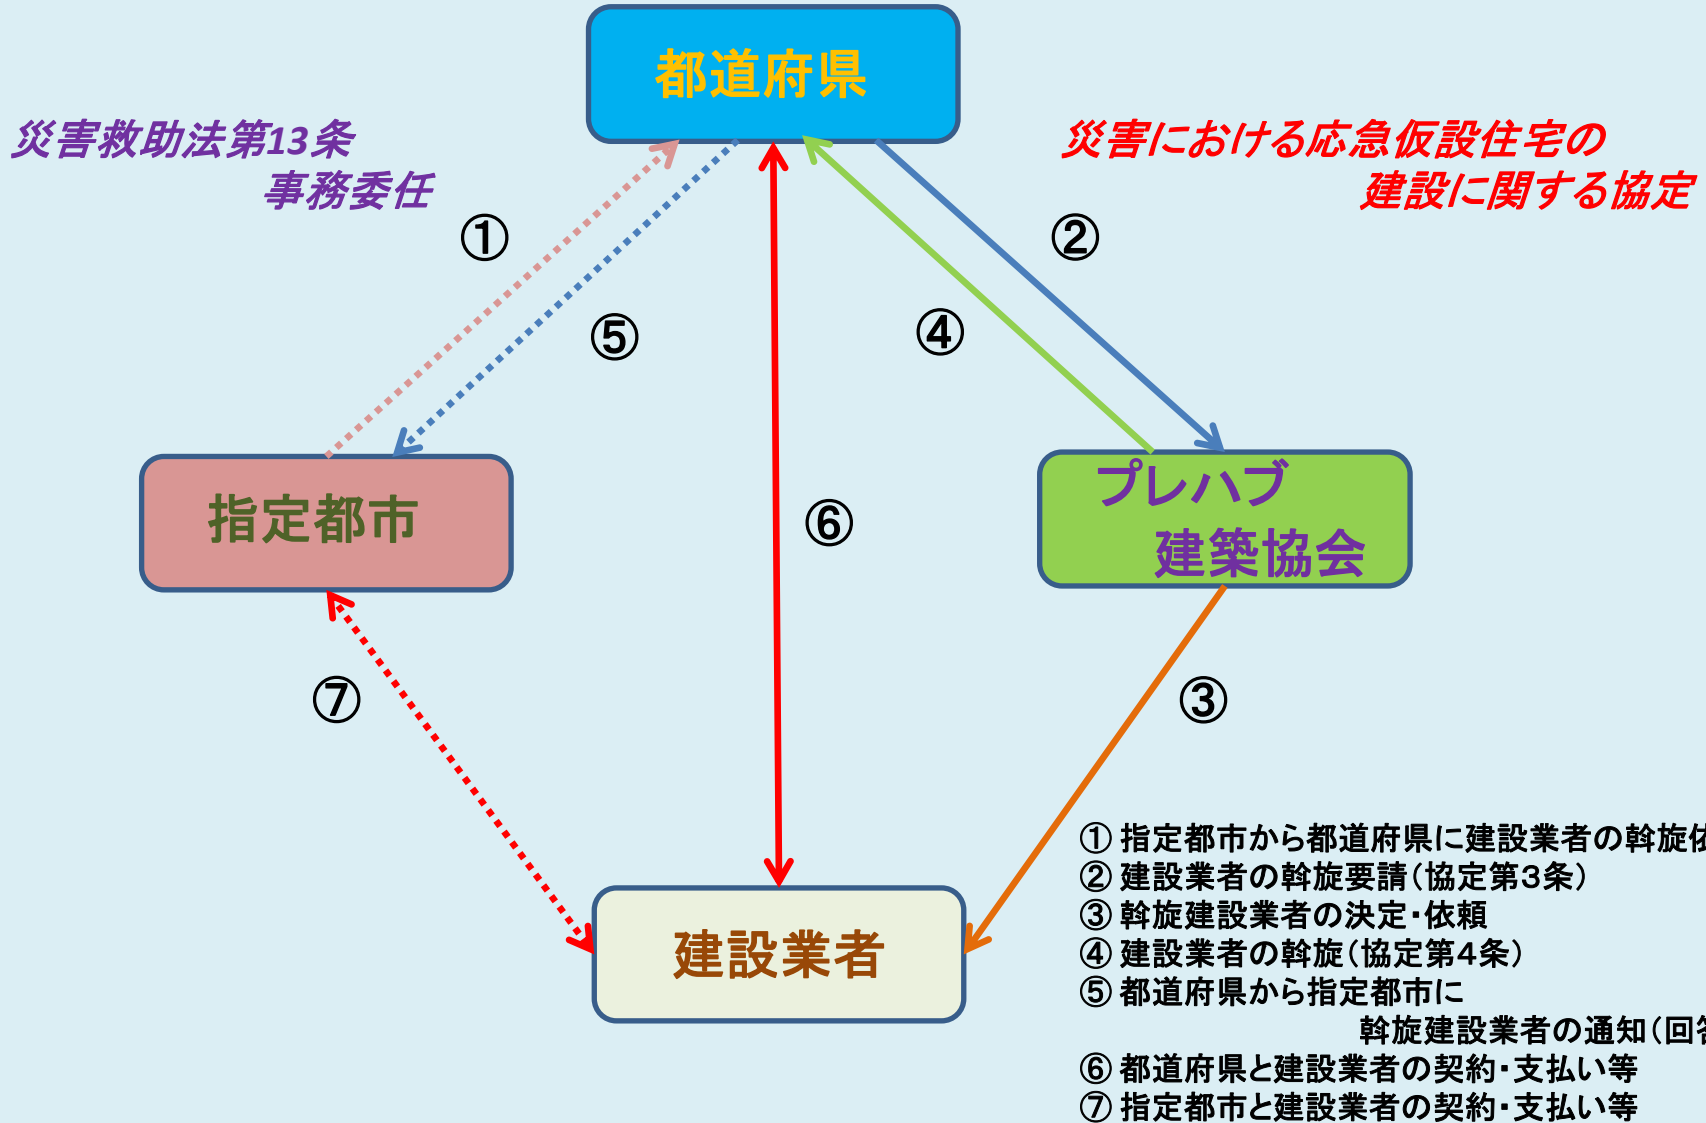 都道府県
災害救助法第13条
事務委任
災害における応急仮設住宅の
建設に関する協定
①
②
⑤
④
指定都市
プレハブ
建築協会
⑥
⑦
③
建設業者
① 指定都市から都道府県に建設業者の斡旋依
② 建設業者の斡旋要請（協定第３条）
③ 斡旋建設業者の決定・依頼
④ 建設業者の斡旋（協定第４条）
⑤ 都道府県から指定都市に
斡旋建設業者の通知（回答
⑥ 都道府県と建設業者の契約・支払い等
⑦ 指定都市と建設業者の契約・支払い等